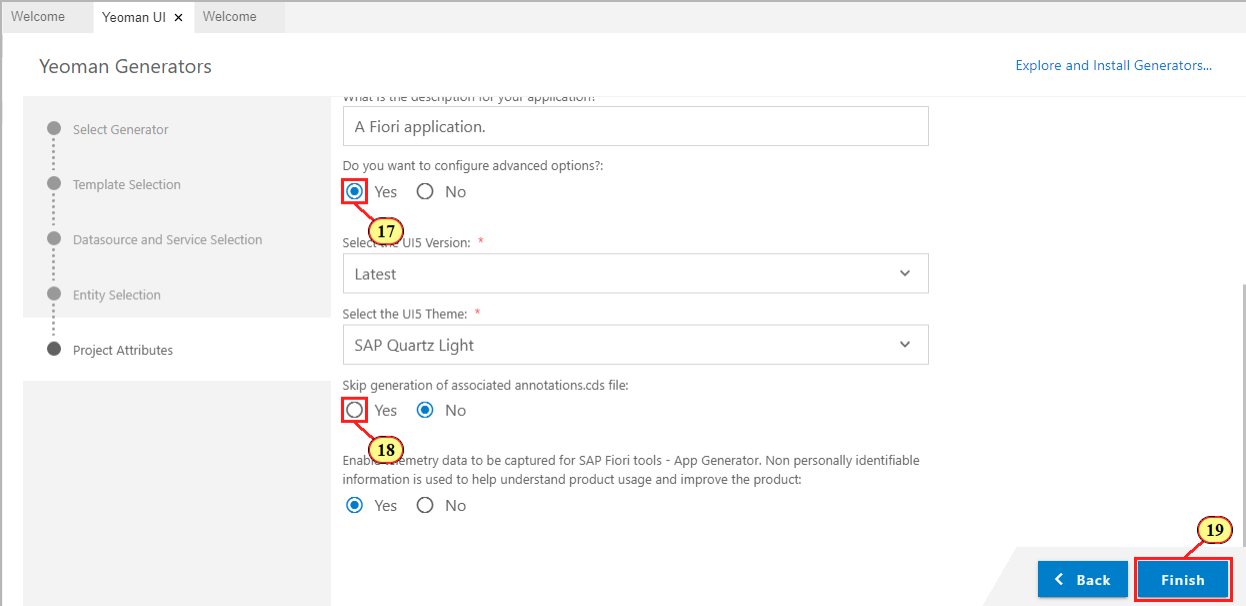 Welcome
Yeoman UI ×
Welcome
Yeoman Generators
Explore and Install Generators...
Select Generator
Template Selection
Datasource and Service Selection
Entity Selection
Project Attributes
What is the description for your application?
A Fiori application.
Do you want to configure advanced options?:
Yes No
17
Select the UI5 Version: *
Latest
Select the UI5 Theme: *
SAP Quartz Light
Skip generation of associated annotations.cds file:
Yes No
18
Enable telemetry data to be captured for SAP Fiori tools - App Generator. Non personally identifiable
information is used to help understand product usage and improve the product:
Yes No
19
Back Finish